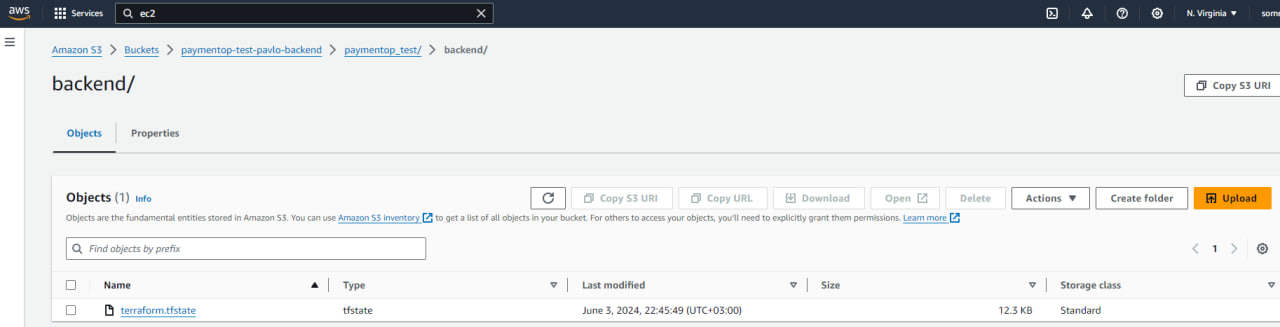 aws Services ec2 N. Virginia
Amazon S3 > Buckets > paymentop-test-pavlo-backend > paymentop_test/ > backend/
backend/
Copy S3 URI
Objects Properties
Objects (1) Info Copy S3 URI Copy URL Download Open Delete Actions Create folder Upload
Objects are the fundamental entities stored in Amazon S3. You can use Amazon S3 inventory to get a list of all objects in your bucket. For others to access your objects, you'll need to explicitly grant them permissions. Learn more
Find objects by prefix
1
Name Type Last modified Size Storage class
terraform.tfstate tfstate June 3, 2024, 22:45:49 (UTC+03:00) 12.3 KB Standard